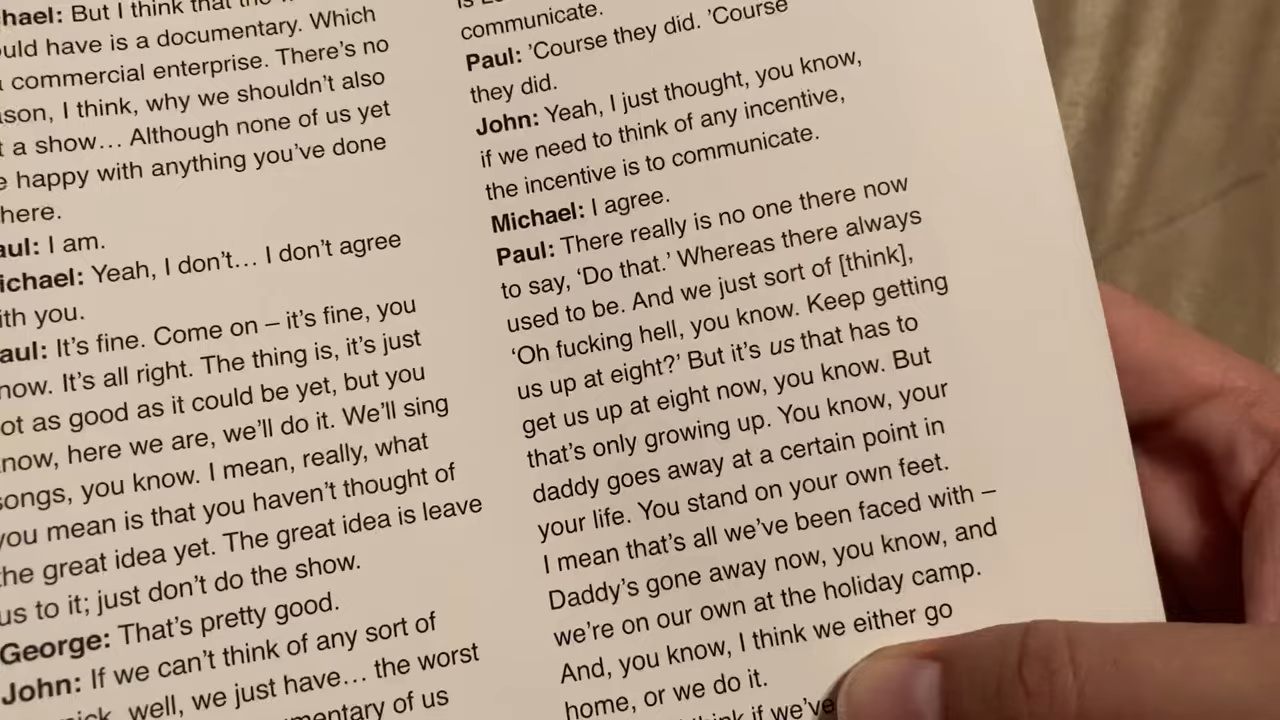 hael: But I think that
ould have is a documentary. Which
a commercial enterprise. There's no
ason, I think, why we shouldn't also
t a show… Although none of us yet
e happy with anything you've done
here.
aul: I am.
ichael: Yeah, I don't… I don't agree
ith you.
aul: It's fine. Come on – it's fine, you
now. It's all right. The thing is, it's just
ot as good as it could be yet, but you
now, here we are, we'll do it. We'll sing
songs, you know. I mean, really, what
you mean is that you haven't thought of
the great idea yet. The great idea is leave
us to it; just don't do the show.
George: That's pretty good.
John: If we can't think of any sort of
well, we just have… the worst
mentary of us
is
communicate.
Paul: 'Course they did. 'Course
they did.
John: Yeah, I just thought, you know,
if we need to think of any incentive,
the incentive is to communicate.
Michael: I agree.
Paul: There really is no one there now
to say, 'Do that.' Whereas there always
used to be. And we just sort of [think],
'Oh fucking hell, you know. Keep getting
us up at eight?' But it's us that has to
get us up at eight now, you know. But
that's only growing up. You know, your
daddy goes away at a certain point in
your life. You stand on your own feet.
I mean that's all we've been faced with –
Daddy's gone away now, you know, and
we're on our own at the holiday camp.
And, you know, I think we either go
home, or we do it.
think if we've